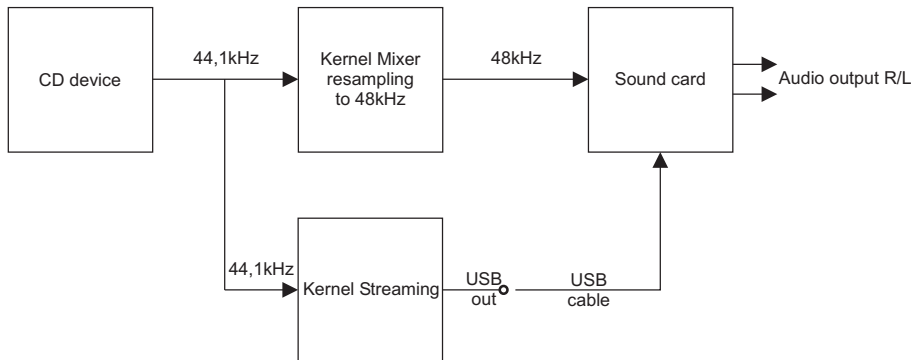 44,1kHz
CD device
Kernel Mixer
resampling
to 48kHz
48kHz
Sound card
Audio output R/L
44,1kHz
Kernel Streaming
USB
out
USB
cable